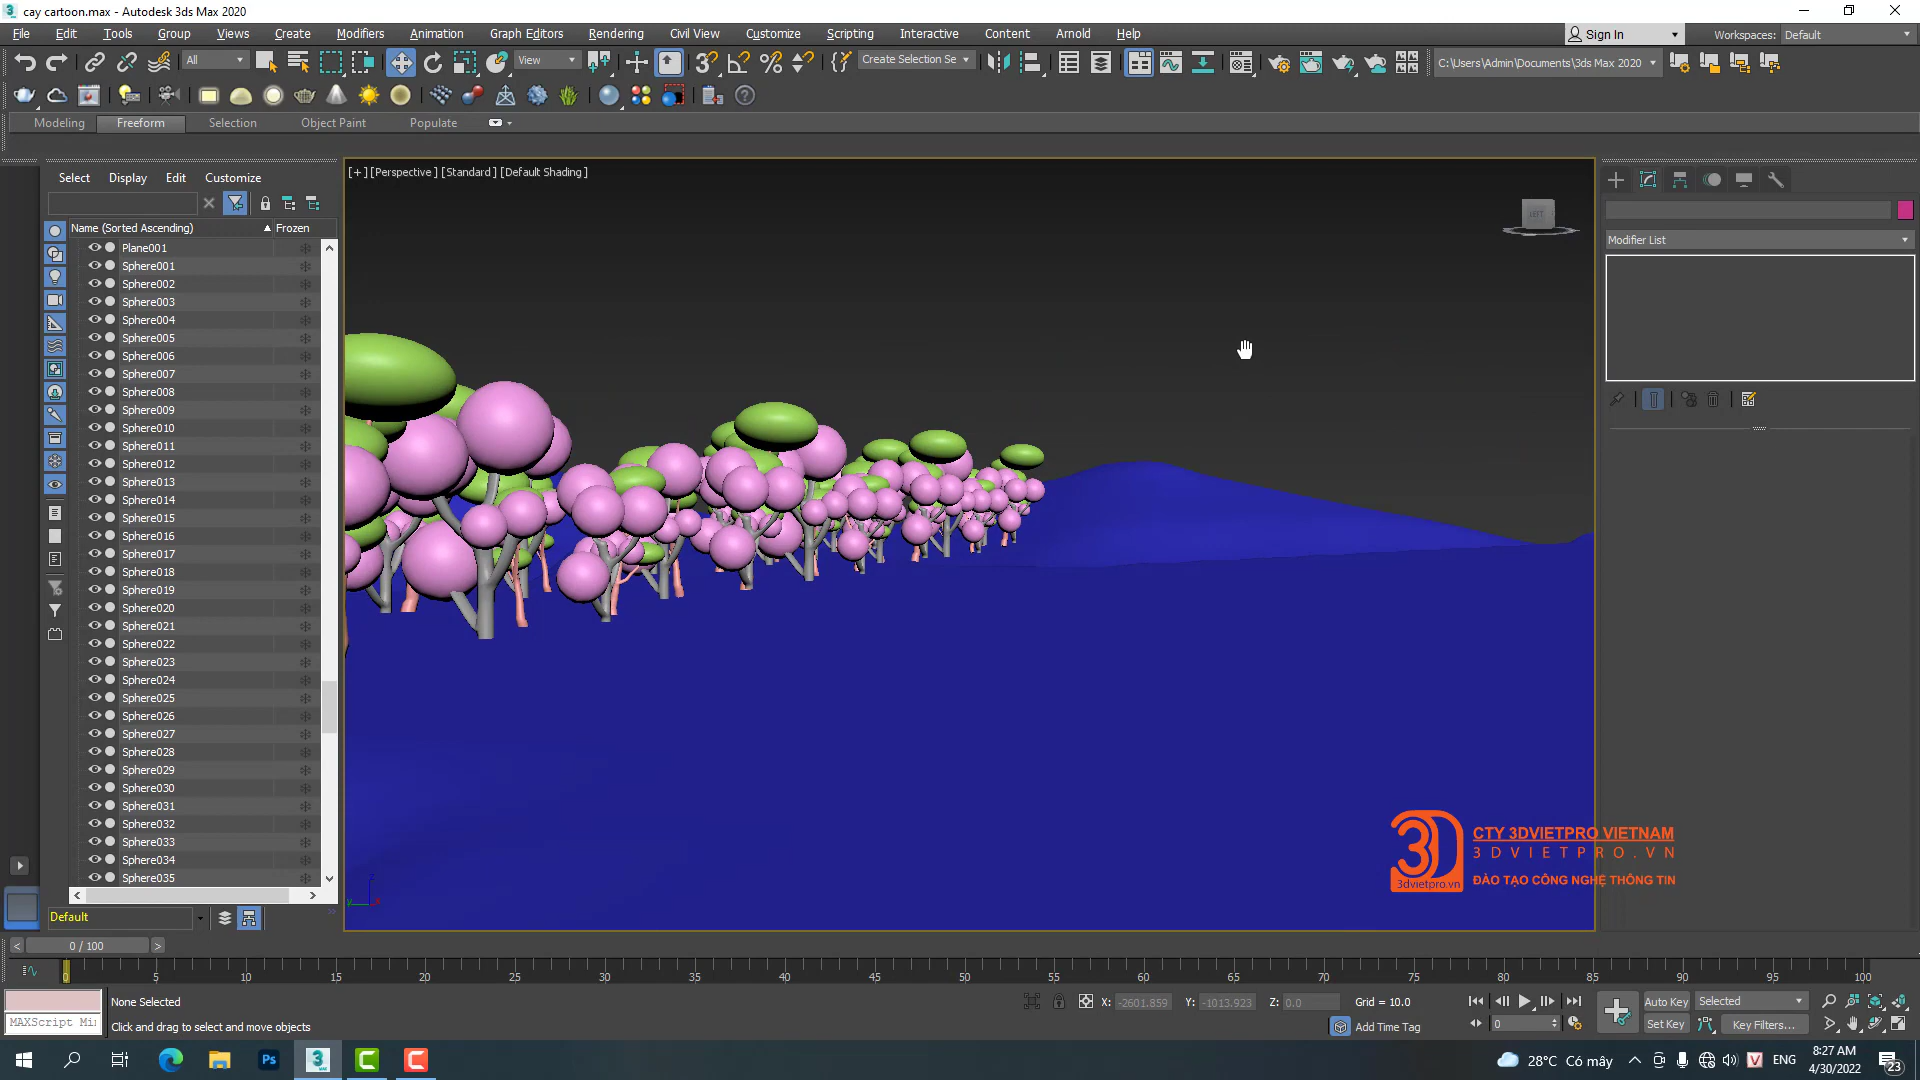 cay cartoon.max - Autodesk 3ds Max 2020
File Edit Tools Group Views Create Modifiers Animation Graph Editors Rendering Civil View Customize Scripting Interactive Content Arnold Help
Sign In
Workspaces: Default
All
View
Create Selection Se
C:\Users\Admin\Documents\3ds Max 2020
Modeling Freeform Selection Object Paint Populate
Select Display Edit Customize
[+] [Perspective] [Standard] [Default Shading]
LEFT
Modifier List
Name (Sorted Ascending) Frozen
Plane001
Sphere001
Sphere002
Sphere003
Sphere004
Sphere005
Sphere006
Sphere007
Sphere008
Sphere009
Sphere010
Sphere011
Sphere012
Sphere013
Sphere014
Sphere015
Sphere016
Sphere017
Sphere018
Sphere019
Sphere020
Sphere021
Sphere022
Sphere023
Sphere024
Sphere025
Sphere026
Sphere027
Sphere028
Sphere029
Sphere030
Sphere031
Sphere032
Sphere033
Sphere034
Sphere035
3D
3dvietpro.vn
CTY 3DVIETPRO VIETNAM
3DVIETPRO.VN
ĐÀO TẠO CÔNG NGHỆ THÔNG TIN
Default
0 / 100
0 5 10 15 20 25 30 35 40 45 50 55 60 65 70 75 80 85 90 95 100
None Selected
X: -2601.859 Y: -1013.923 Z: 0.0 Grid = 10.0
Auto Key Selected
MAXScript Mi
Click and drag to select and move objects
Add Time Tag
0
Set Key Key Filters...
28°C Có mây
ENG
8:27 AM
4/30/2022
23